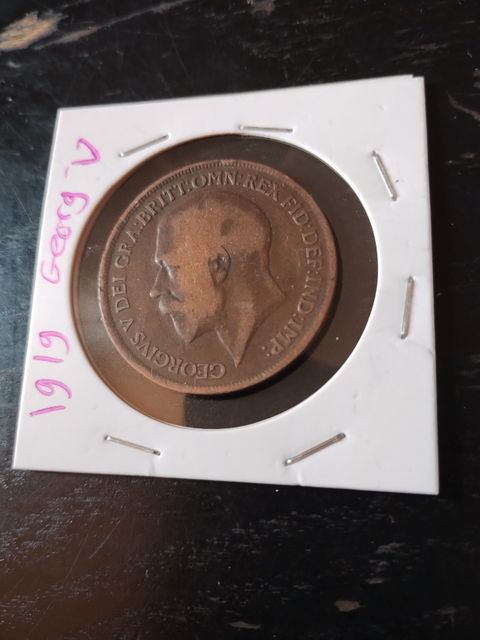 1919 Georg V
GEORGIVS V DEI GRA:BRITT:OMN:REX FID:DEF:IND:IMP: